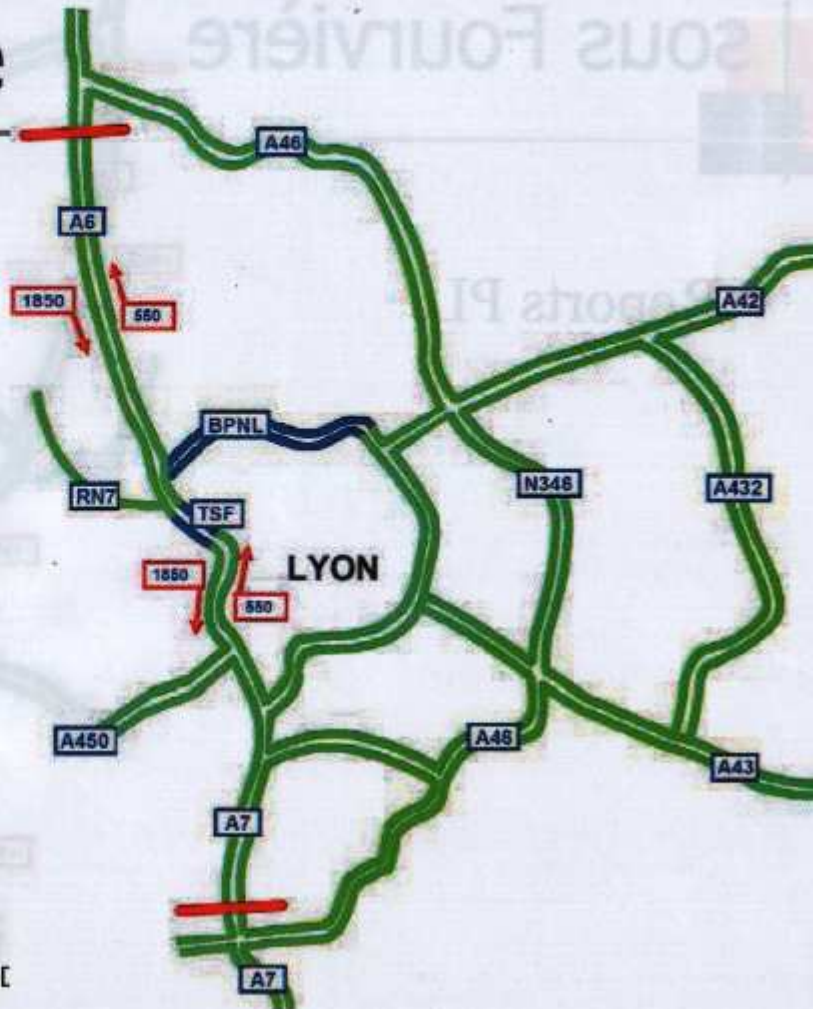 sous Fourvière
e
A46
A6
1850
550
Reports PL
A42
BPNL
RN7
TSF
N346
A432
1850
550
LYON
A450
A46
A43
A7
A7